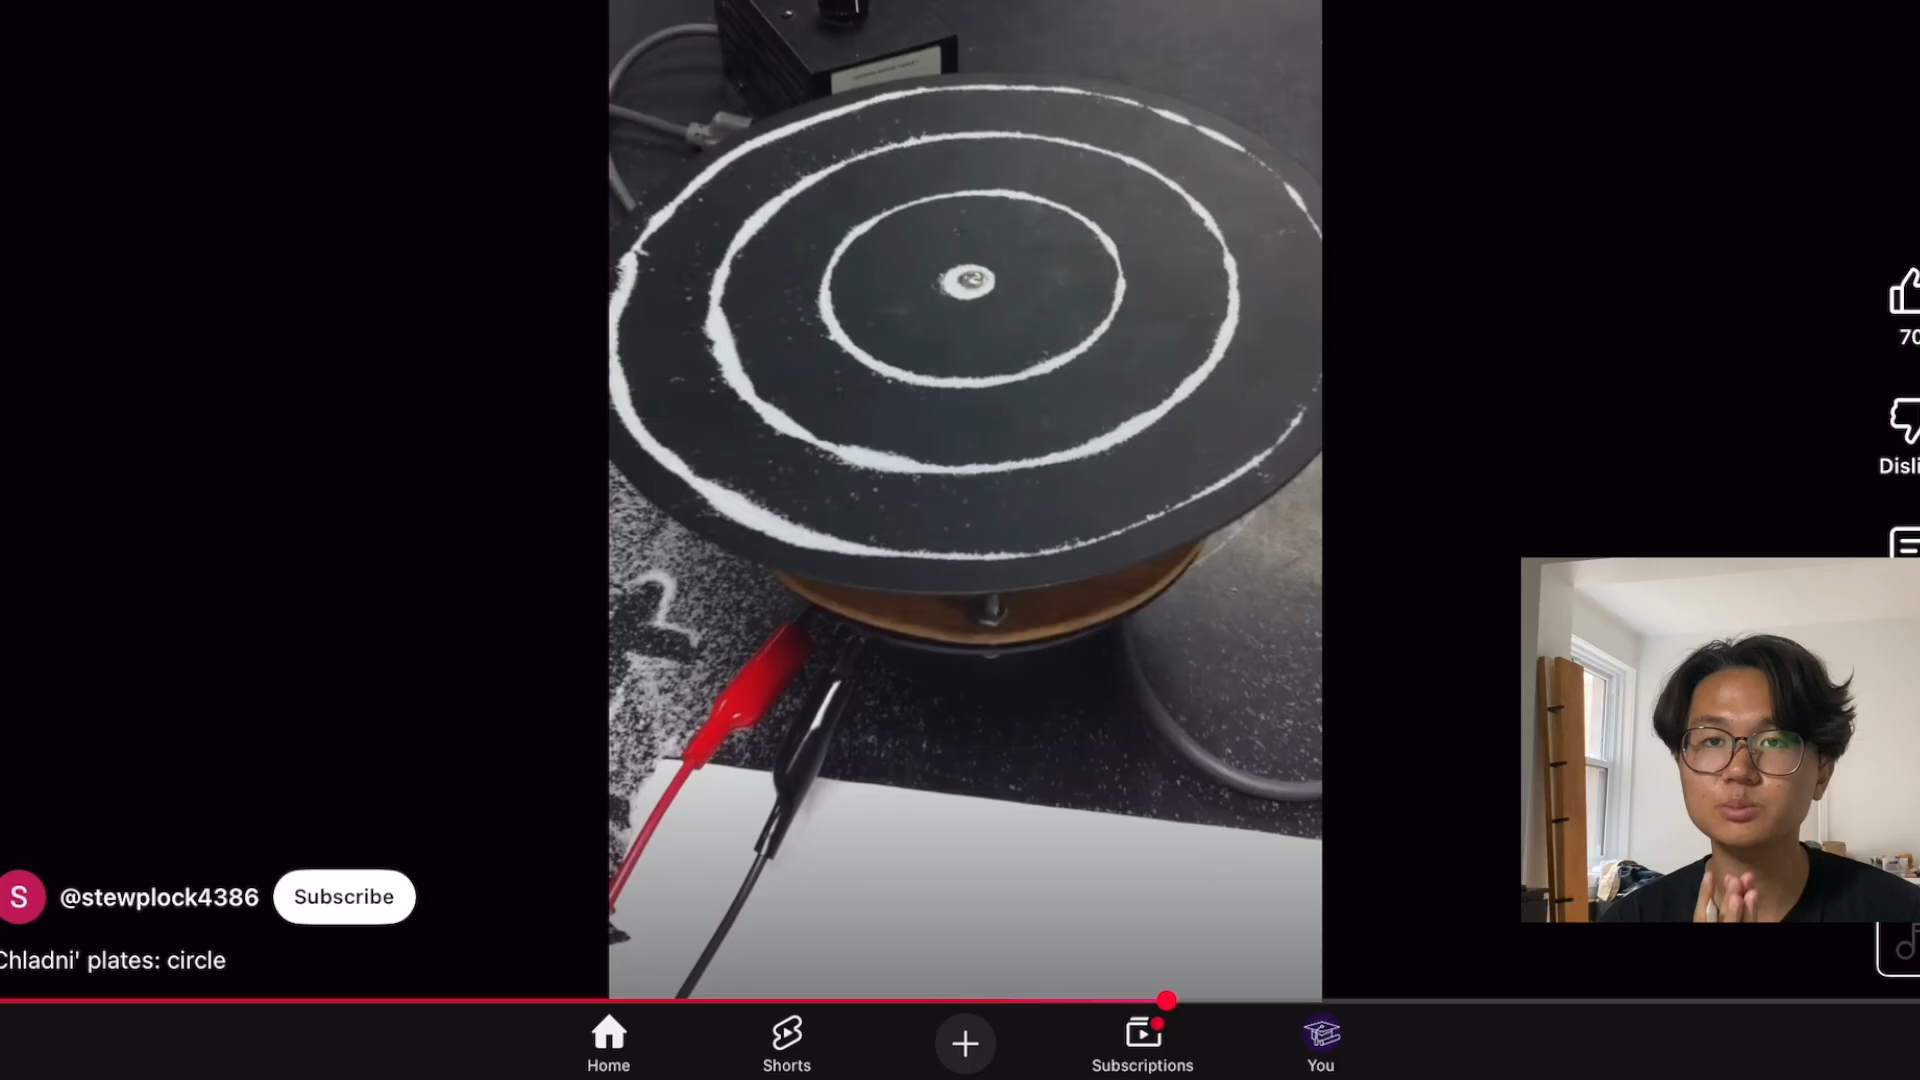 70
Disli
S
@stewplock4386
Subscribe
Chladni' plates: circle
Home
Shorts
Subscriptions
You